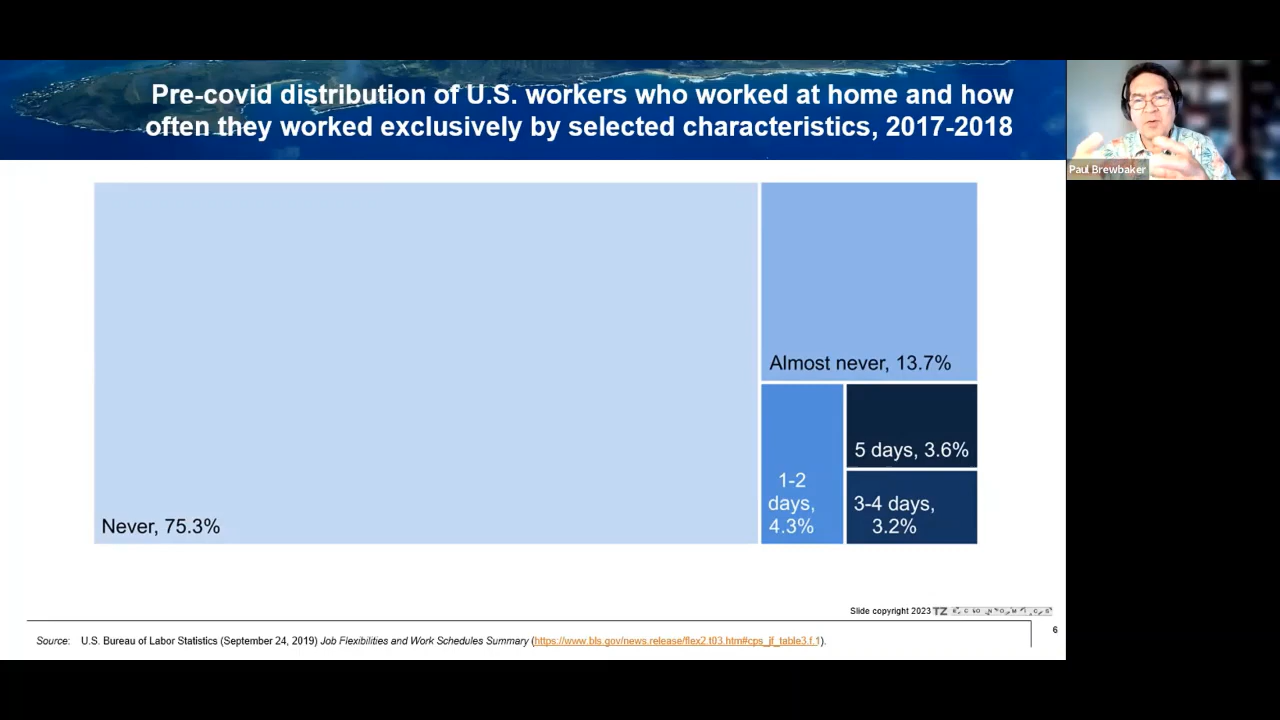 Pre-covid distribution of U.S. workers who worked at home and how
often they worked exclusively by selected characteristics, 2017-2018
Paul Brewbaker
Almost never, 13.7%
5 days, 3.6%
1-2
days,
4.3%
3-4 days,
3.2%
Never, 75.3%
Slide copyright 2023 TZ ECONOMICS
6
Source: U.S. Bureau of Labor Statistics (September 24, 2019) Job Flexibilities and Work Schedules Summary (https://www.bls.gov/news.release/flex2.t03.htm#cps_jf_table3.f.1).